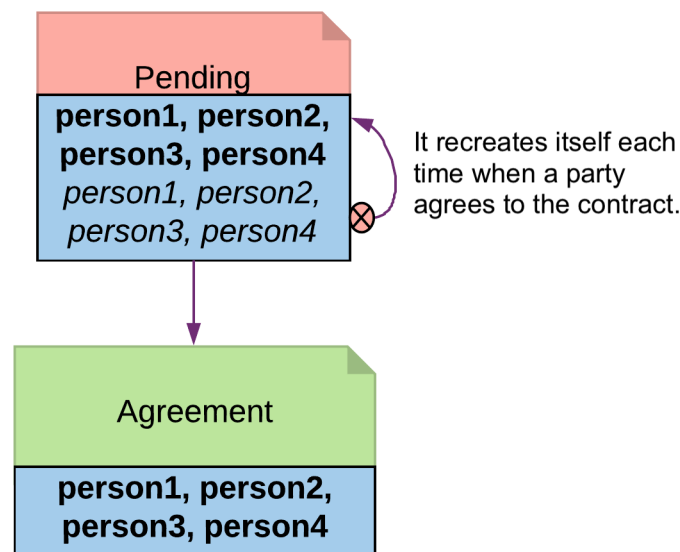 Pending
person1, person2,
person3, person4
person1, person2,
person3, person4
It recreates itself each
time when a party
agrees to the contract.
Agreement
person1, person2,
person3, person4